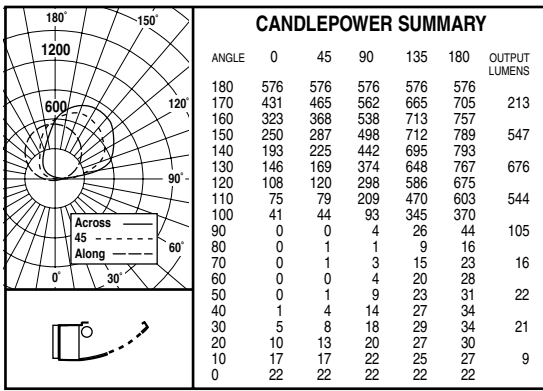 180° 150°
1200
120°
600
90°
Across
45
Along
60°
0° 30°
CANDLEPOWER SUMMARY
ANGLE 0 45 90 135 180 OUTPUT
LUMENS
180 576 576 576 576 576
170 431 465 562 665 705 213
160 323 368 538 713 757
150 250 287 498 712 789 547
140 193 225 442 695 793
130 146 169 374 648 767 676
120 108 120 298 586 675
110 75 79 209 470 603 544
100 41 44 93 345 370
90 0 0 4 26 44 105
80 0 1 1 9 16
70 0 1 3 15 23 16
60 0 0 4 20 28
50 0 1 9 23 31 22
40 1 4 14 27 34
30 5 8 18 29 34 21
20 10 13 20 27 30
10 17 17 22 25 27 9
0 22 22 22 22 22